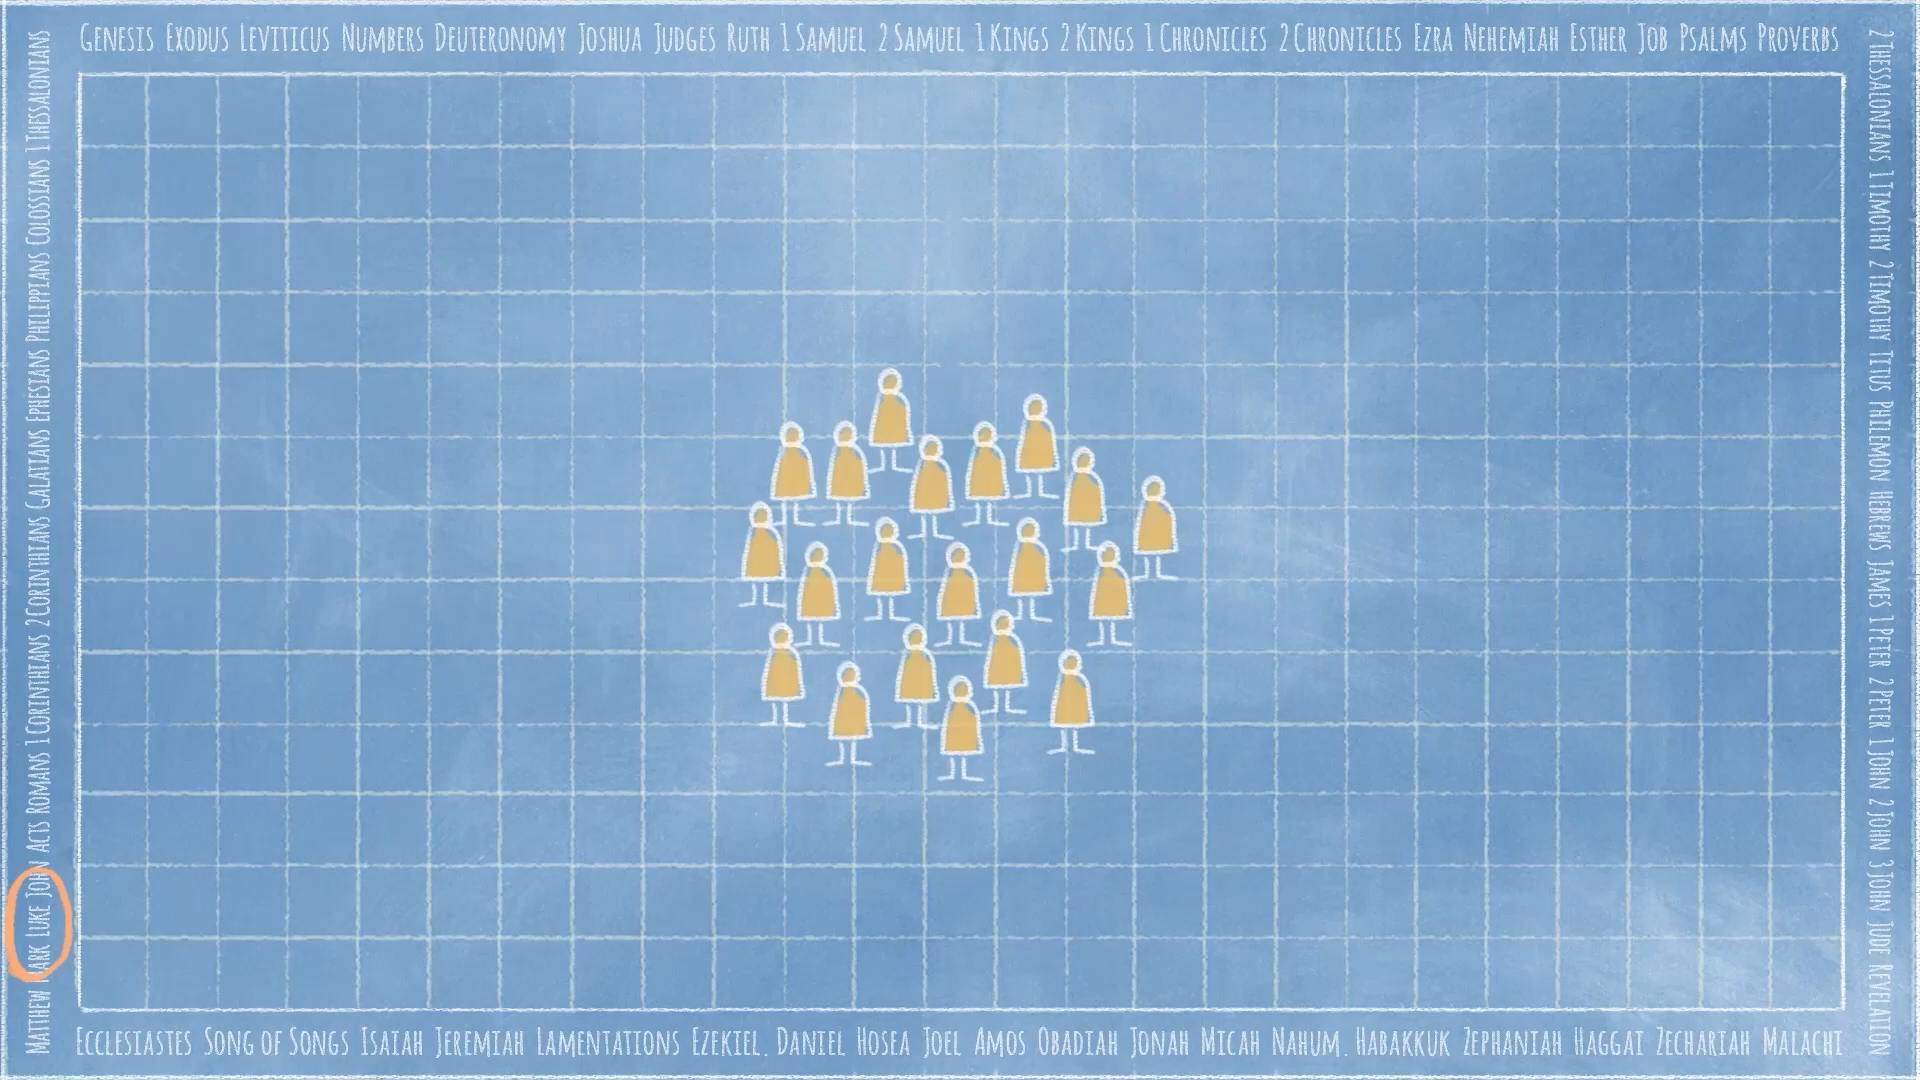 Genesis Exodus Leviticus Numbers Deuteronomy Joshua Judges Ruth 1 Samuel 2 Samuel 1 Kings 2 Kings 1 Chronicles 2 Chronicles Ezra Nehemiah Esther Job Psalms Proverbs
Ecclesiastes Song of Songs Isaiah Jeremiah Lamentations Ezekiel. Daniel Hosea Joel Amos Obadiah Jonah Micah Nahum. Habakkuk Zephaniah Haggai Zechariah Malachi
Matthew Mark Luke John Acts Romans 1 Corinthians 2 Corinthians Galatians Ephesians Philippians Colossians 1 Thessalonians
2 Thessalonians 1 Timothy 2 Timothy Titus Philemon Hebrews James 1 Peter 2 Peter 1 John 2 John 3 John Jude Revelation